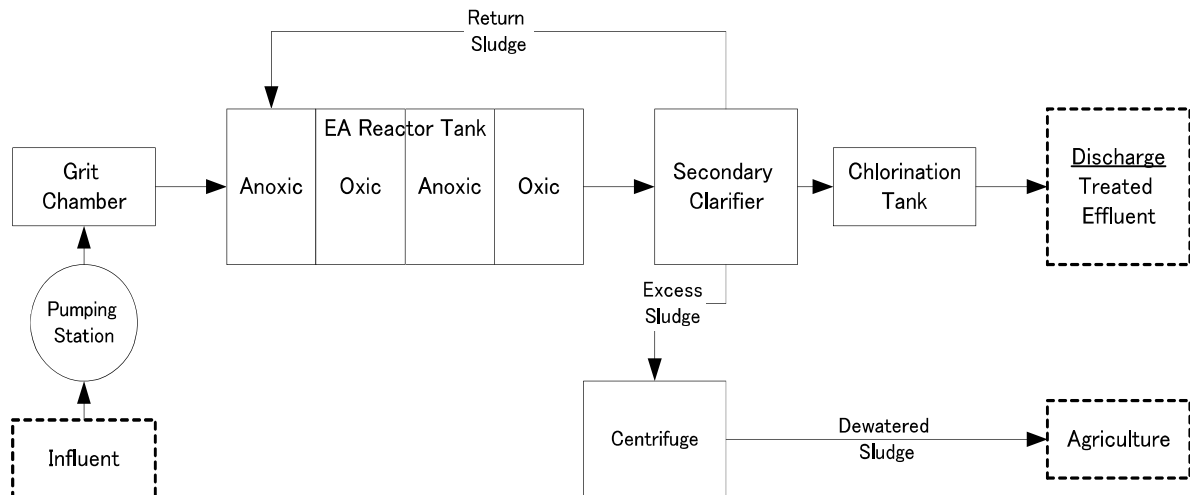 Return
Sludge
EA Reactor Tank
Grit
Chamber
Anoxic
Oxic
Anoxic
Oxic
Secondary
Clarifier
Chlorination
Tank
Discharge
Treated
Effluent
Pumping
Station
Excess
Sludge
Influent
Centrifuge
Dewatered
Sludge
Agriculture